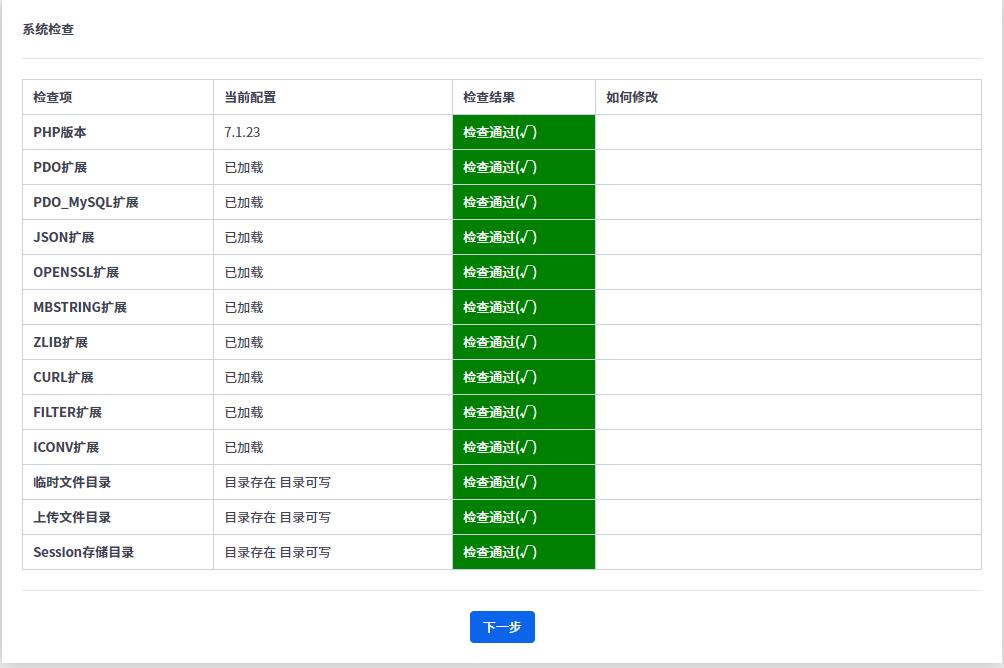 系统检查
检查项 当前配置 检查结果 如何修改
PHP版本 7.1.23 检查通过(√)
PDO扩展 已加载 检查通过(√)
PDO_MySQL扩展 已加载 检查通过(√)
JSON扩展 已加载 检查通过(√)
OPENSSL扩展 已加载 检查通过(√)
MBSTRING扩展 已加载 检查通过(√)
ZLIB扩展 已加载 检查通过(√)
CURL扩展 已加载 检查通过(√)
FILTER扩展 已加载 检查通过(√)
ICONV扩展 已加载 检查通过(√)
临时文件目录 目录存在 目录可写 检查通过(√)
上传文件目录 目录存在 目录可写 检查通过(√)
Session存储目录 目录存在 目录可写 检查通过(√)
下一步